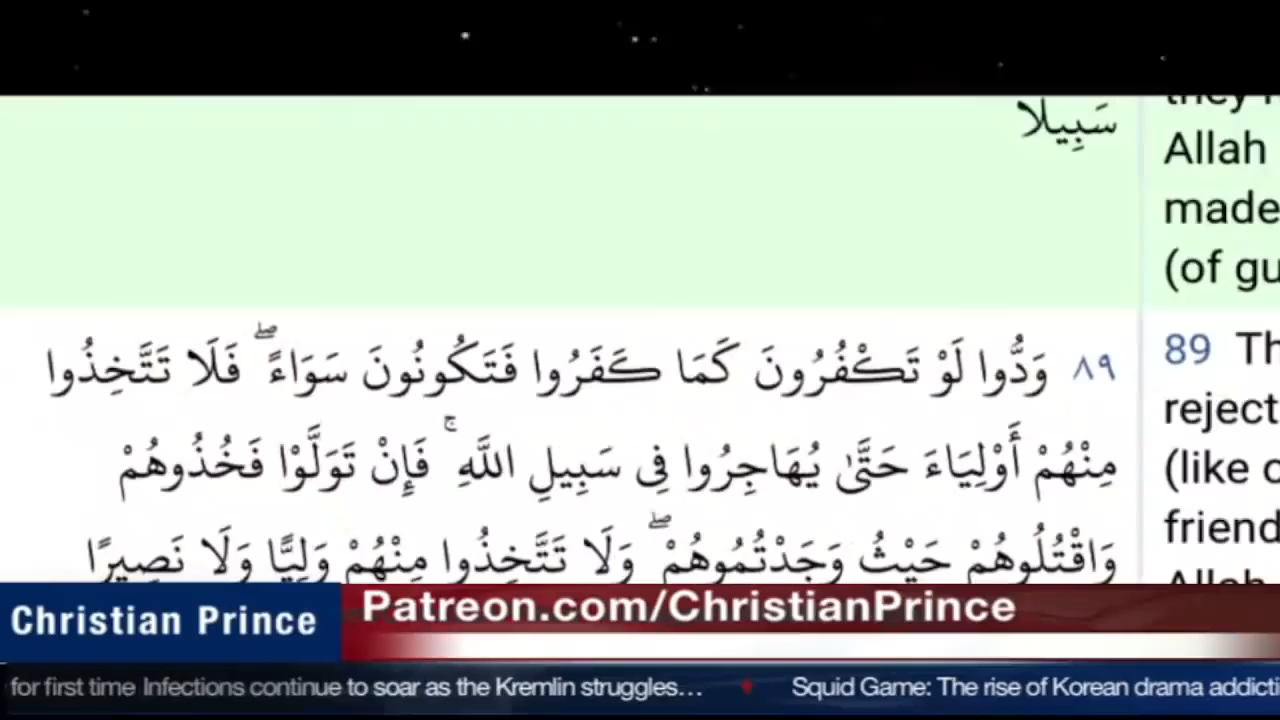 سَبِيلًا
Allah
made
(of gu
٨٩ وَدُّوا لَوْ تَكْفُرُونَ كَمَا كَفَرُوا فَتَكُونُونَ سَوَاءً ۖ فَلَا تَتَّخِذُوا
مِنْهُمْ أَوْلِيَاءَ حَتَّىٰ يُهَاجِرُوا فِي سَبِيلِ اللَّهِ ۚ فَإِنْ تَوَلَّوْا فَخُذُوهُمْ
وَاقْتُلُوهُمْ حَيْثُ وَجَدْتُمُوهُمْ ۖ وَلَا تَتَّخِذُوا مِنْهُمْ وَلِيًّا وَلَا نَصِيرًا
89 Th
reject
(like o
friend
Allah
Christian Prince
Patreon.com/ChristianPrince
for first time Infections continue to soar as the Kremlin struggles... ♦ Squid Game: The rise of Korean drama addicti